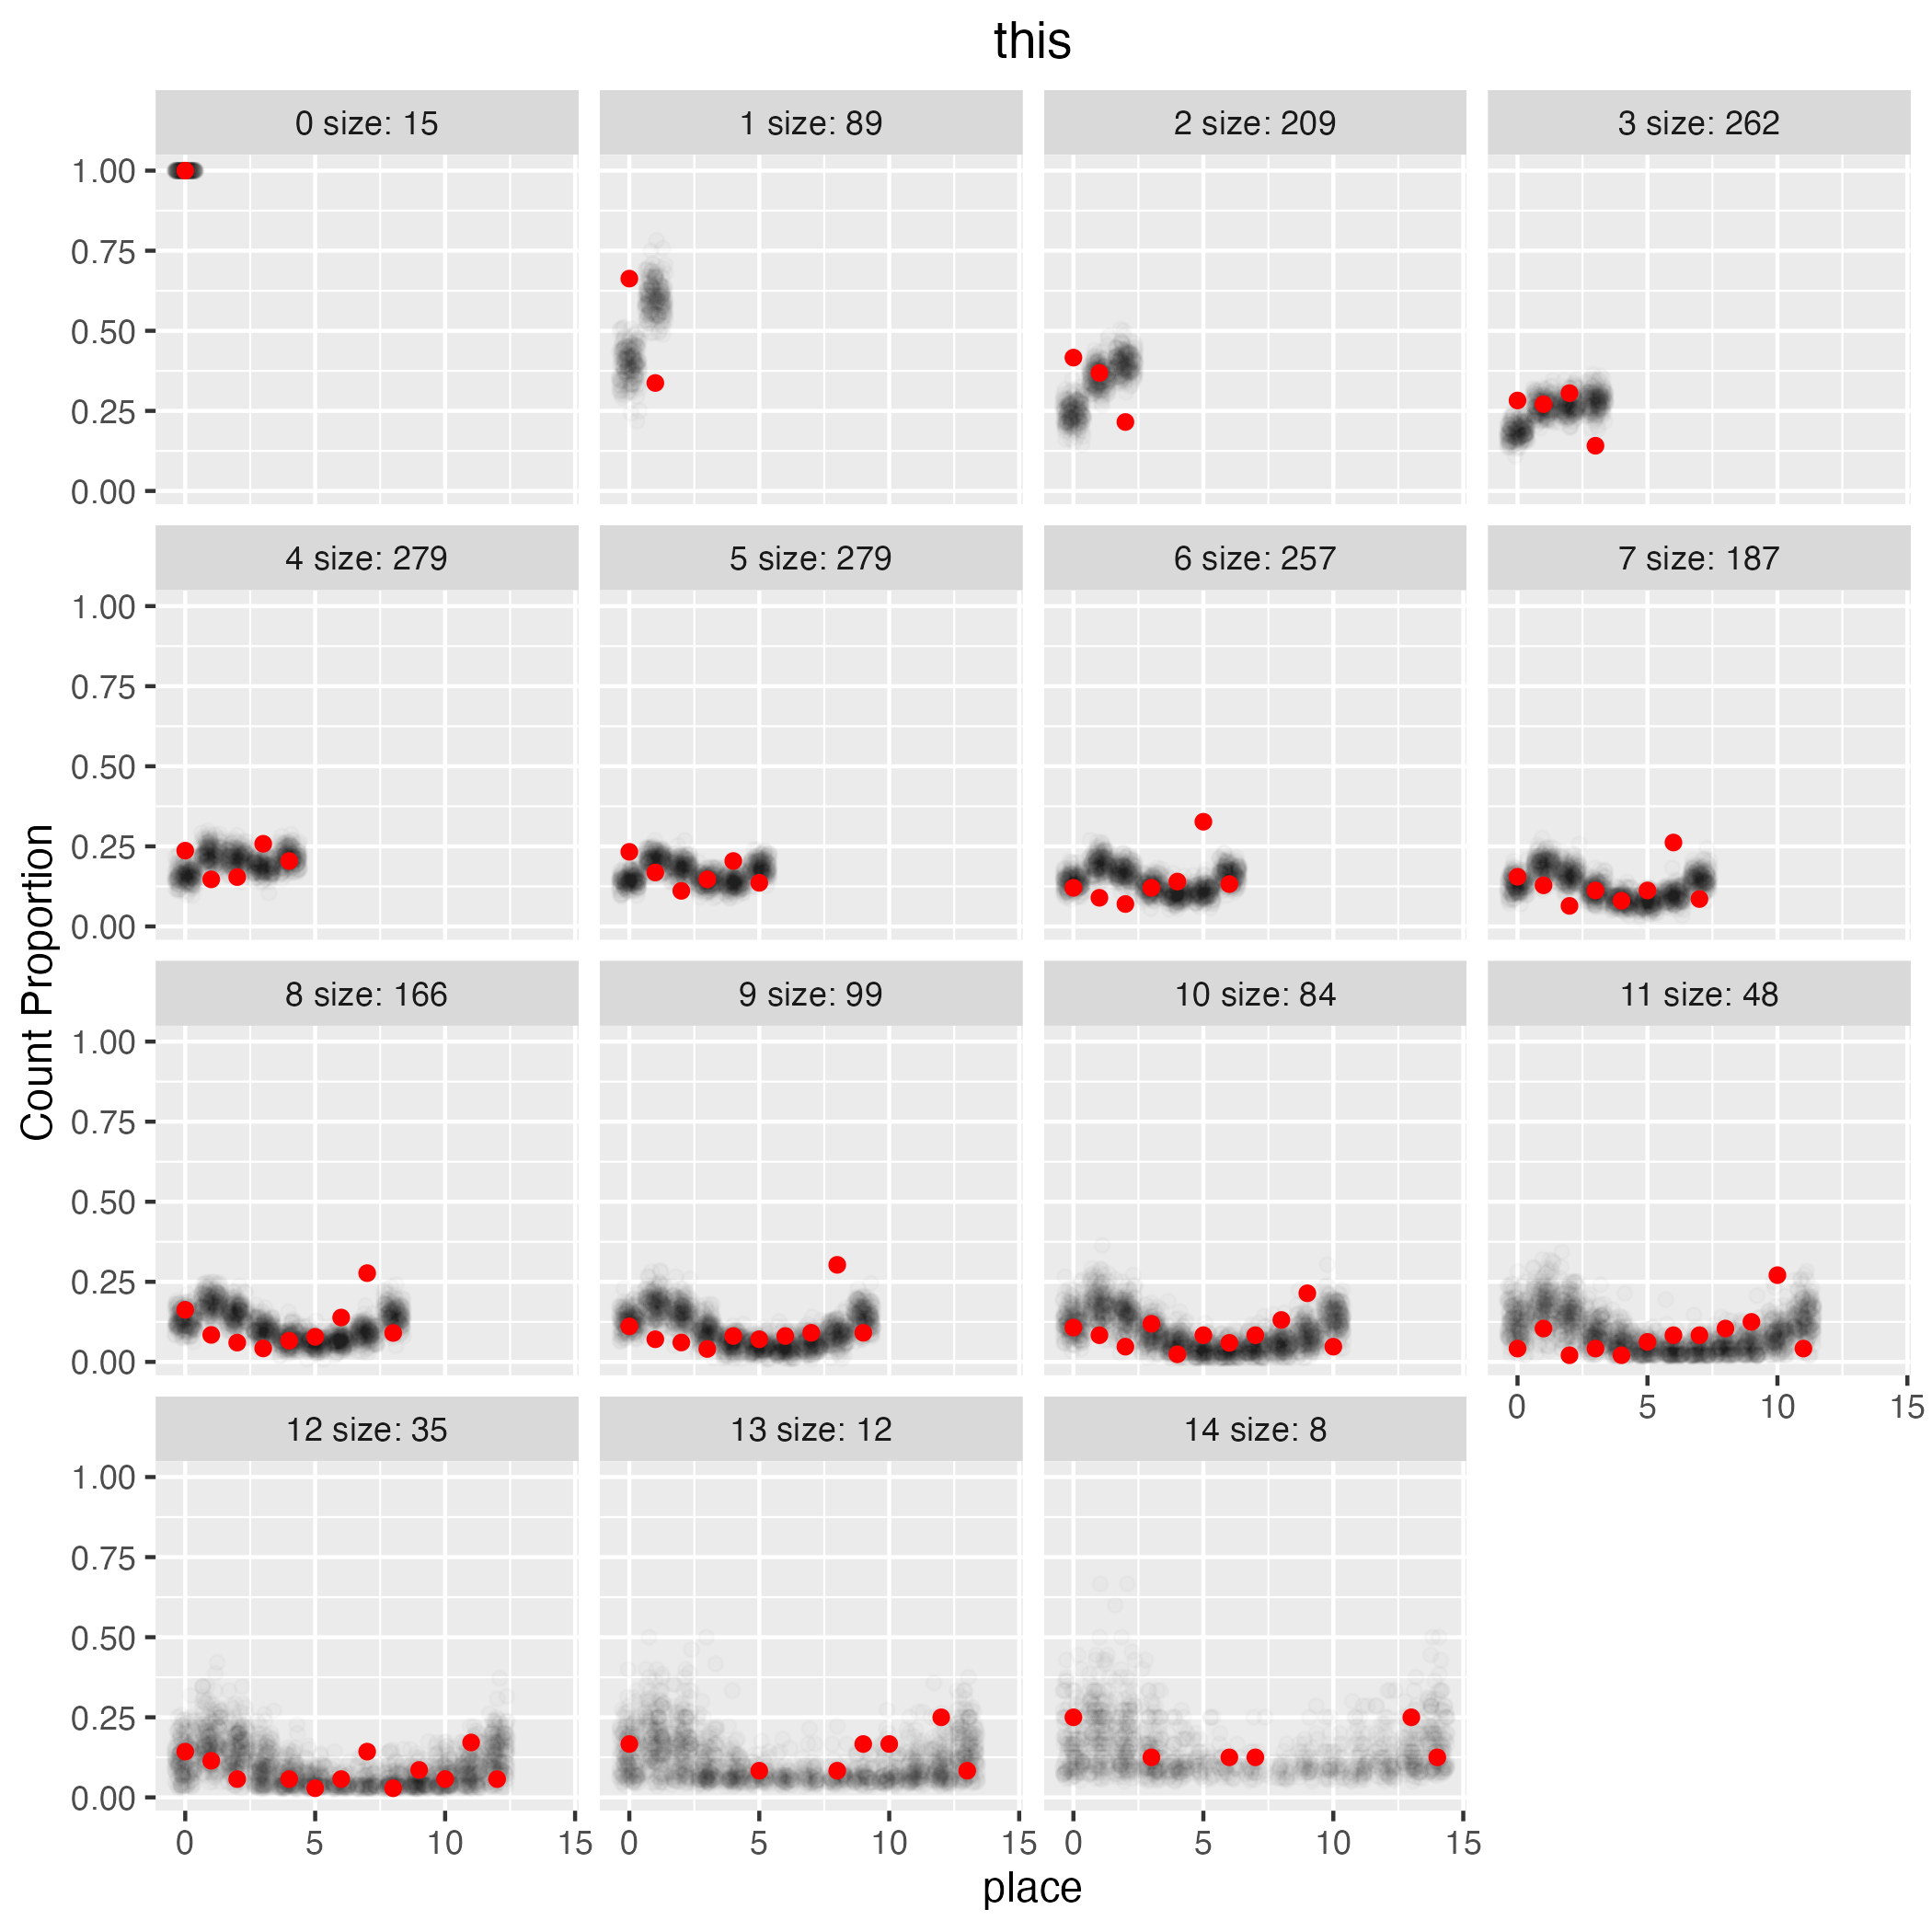 this
0 size: 15
1 size: 89
2 size: 209
3 size: 262
1.00
0.75
0.50
0.25
0.00
4 size: 279
5 size: 279
6 size: 257
7 size: 187
1.00
0.75
0.50
0.25
0.00
Count Proportion
8 size: 166
9 size: 99
10 size: 84
11 size: 48
1.00
0.75
0.50
0.25
0.00
0 5 10 15
12 size: 35
13 size: 12
14 size: 8
1.00
0.75
0.50
0.25
0.00
0 5 10 15
0 5 10 15
0 5 10 15
place